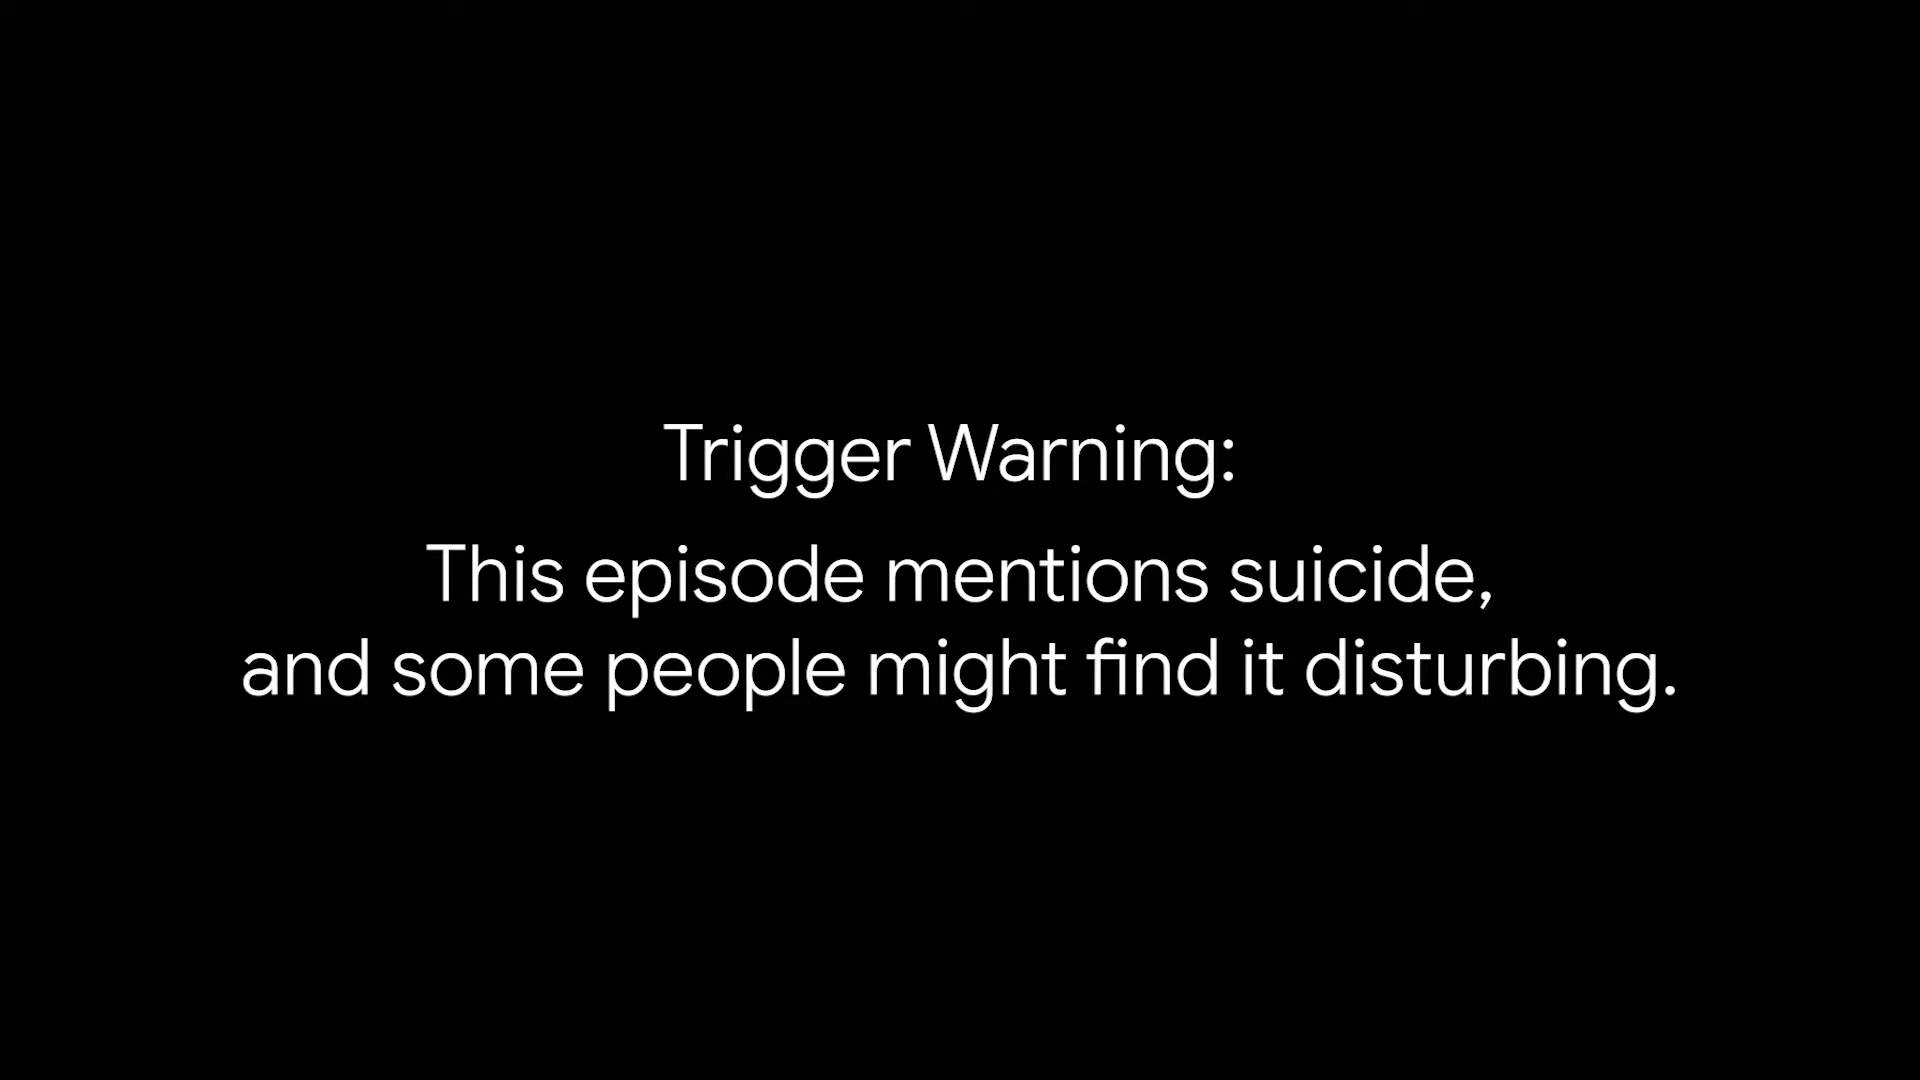 Trigger Warning:
This episode mentions suicide,
and some people might find it disturbing.